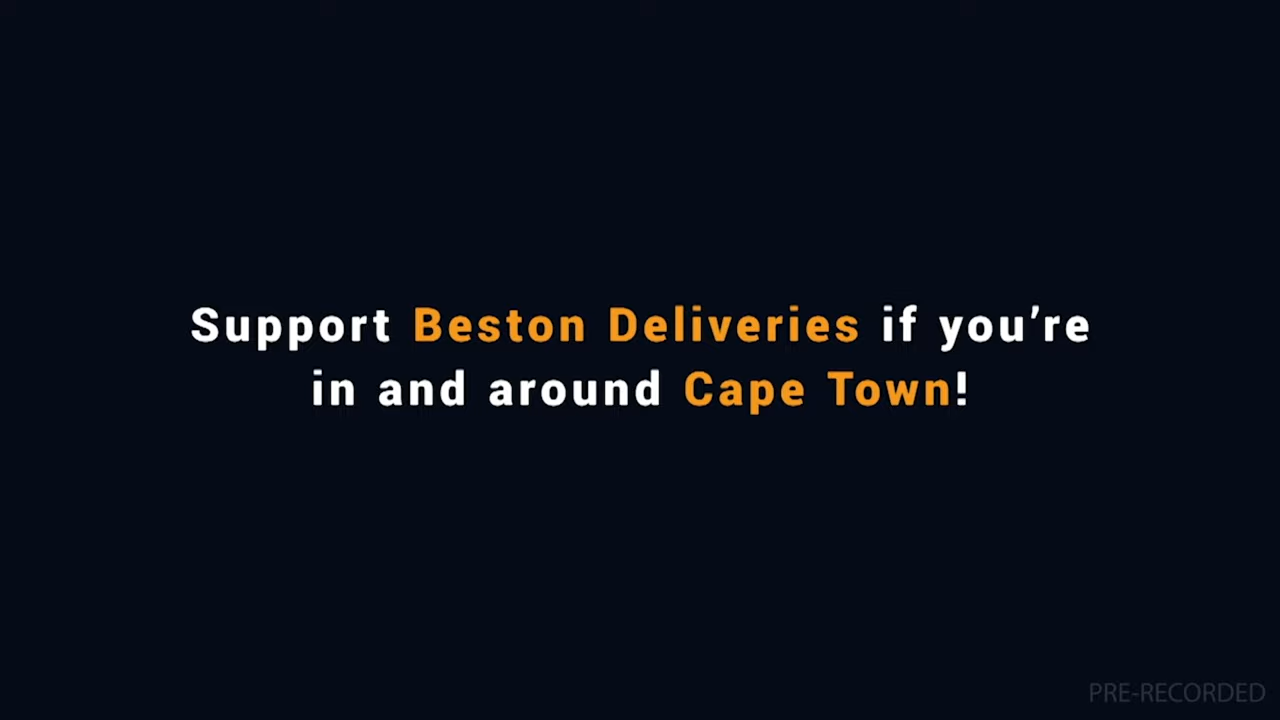 Support Beston Deliveries if you’re
in and around Cape Town!
PRE-RECORDED